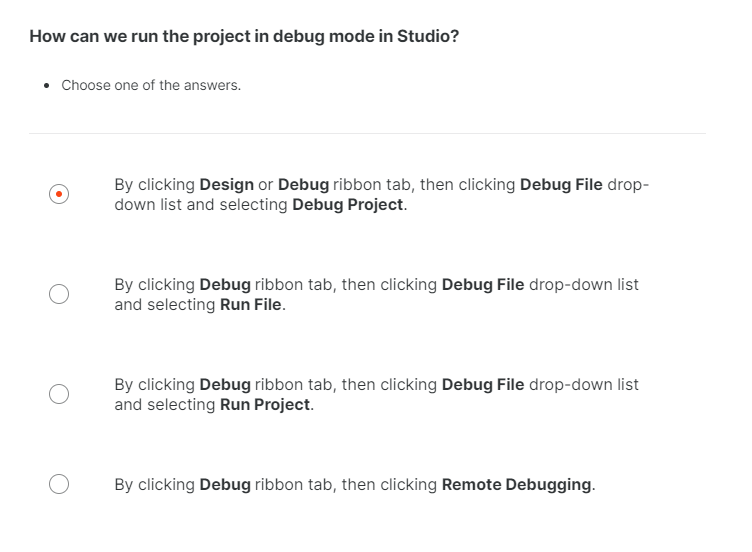 How can we run the project in debug mode in Studio?
• Choose one of the answers.
By clicking Design or Debug ribbon tab, then clicking Debug File drop-
down list and selecting Debug Project.
By clicking Debug ribbon tab, then clicking Debug File drop-down list
and selecting Run File.
By clicking Debug ribbon tab, then clicking Debug File drop-down list
and selecting Run Project.
By clicking Debug ribbon tab, then clicking Remote Debugging.